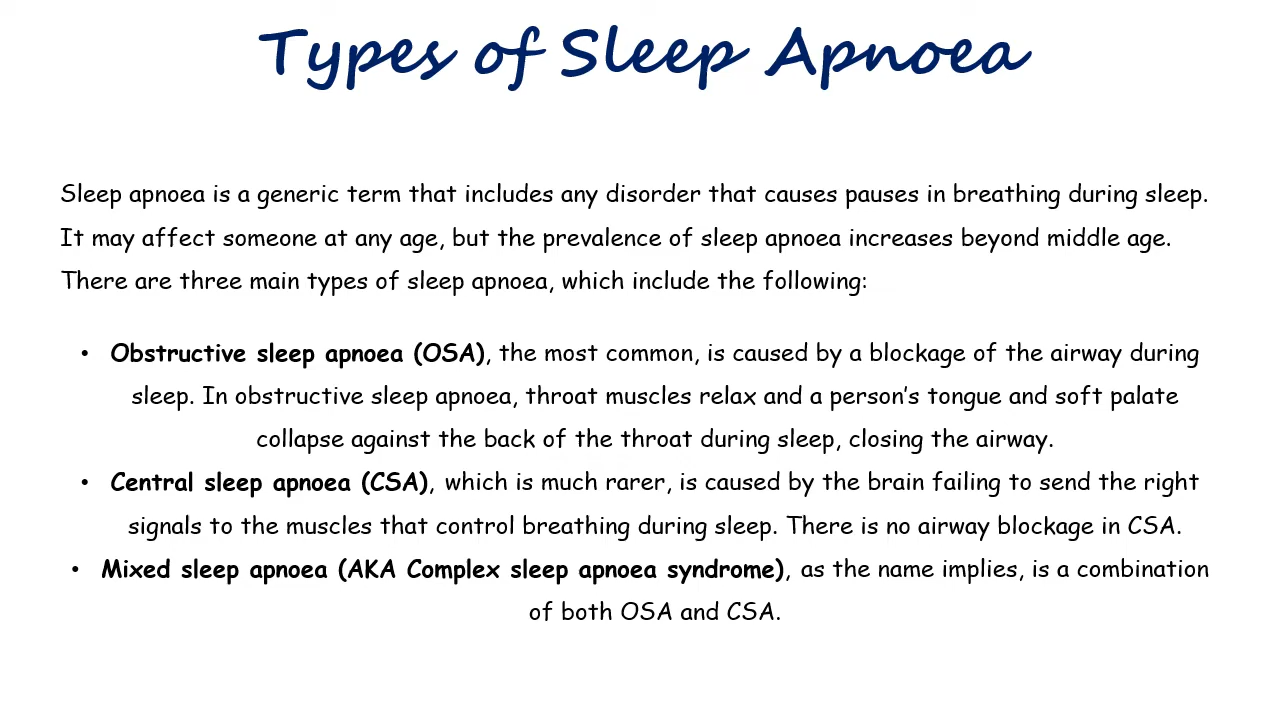 Types of Sleep Apnoea
Sleep apnoea is a generic term that includes any disorder that causes pauses in breathing during sleep.
It may affect someone at any age, but the prevalence of sleep apnoea increases beyond middle age.
There are three main types of sleep apnoea, which include the following:
• Obstructive sleep apnoea (OSA), the most common, is caused by a blockage of the airway during
sleep. In obstructive sleep apnoea, throat muscles relax and a person’s tongue and soft palate
collapse against the back of the throat during sleep, closing the airway.
• Central sleep apnoea (CSA), which is much rarer, is caused by the brain failing to send the right
signals to the muscles that control breathing during sleep. There is no airway blockage in CSA.
• Mixed sleep apnoea (AKA Complex sleep apnoea syndrome), as the name implies, is a combination
of both OSA and CSA.